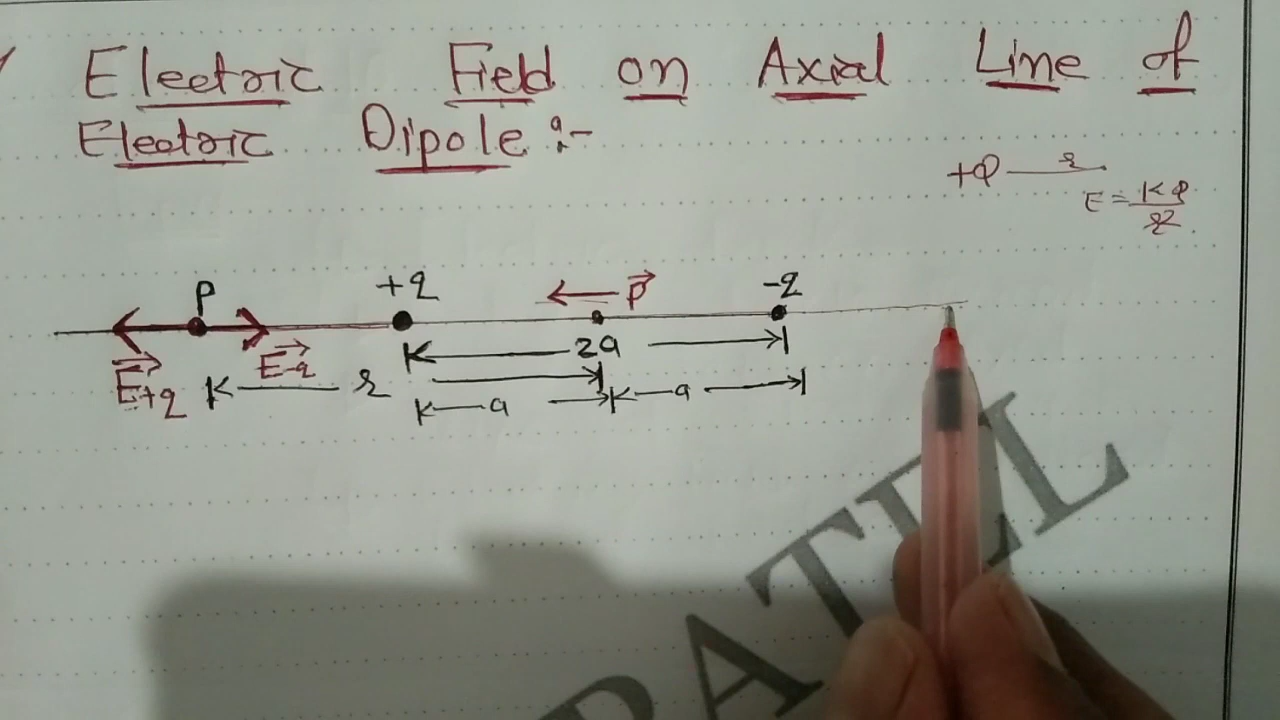 Electric Field on Axial Line of
Electric Dipole :-
+Q r
E = KQ/r²
P +q ← P⃗ -q
2a
E⃗+q E⃗-q r
a a
PATEL